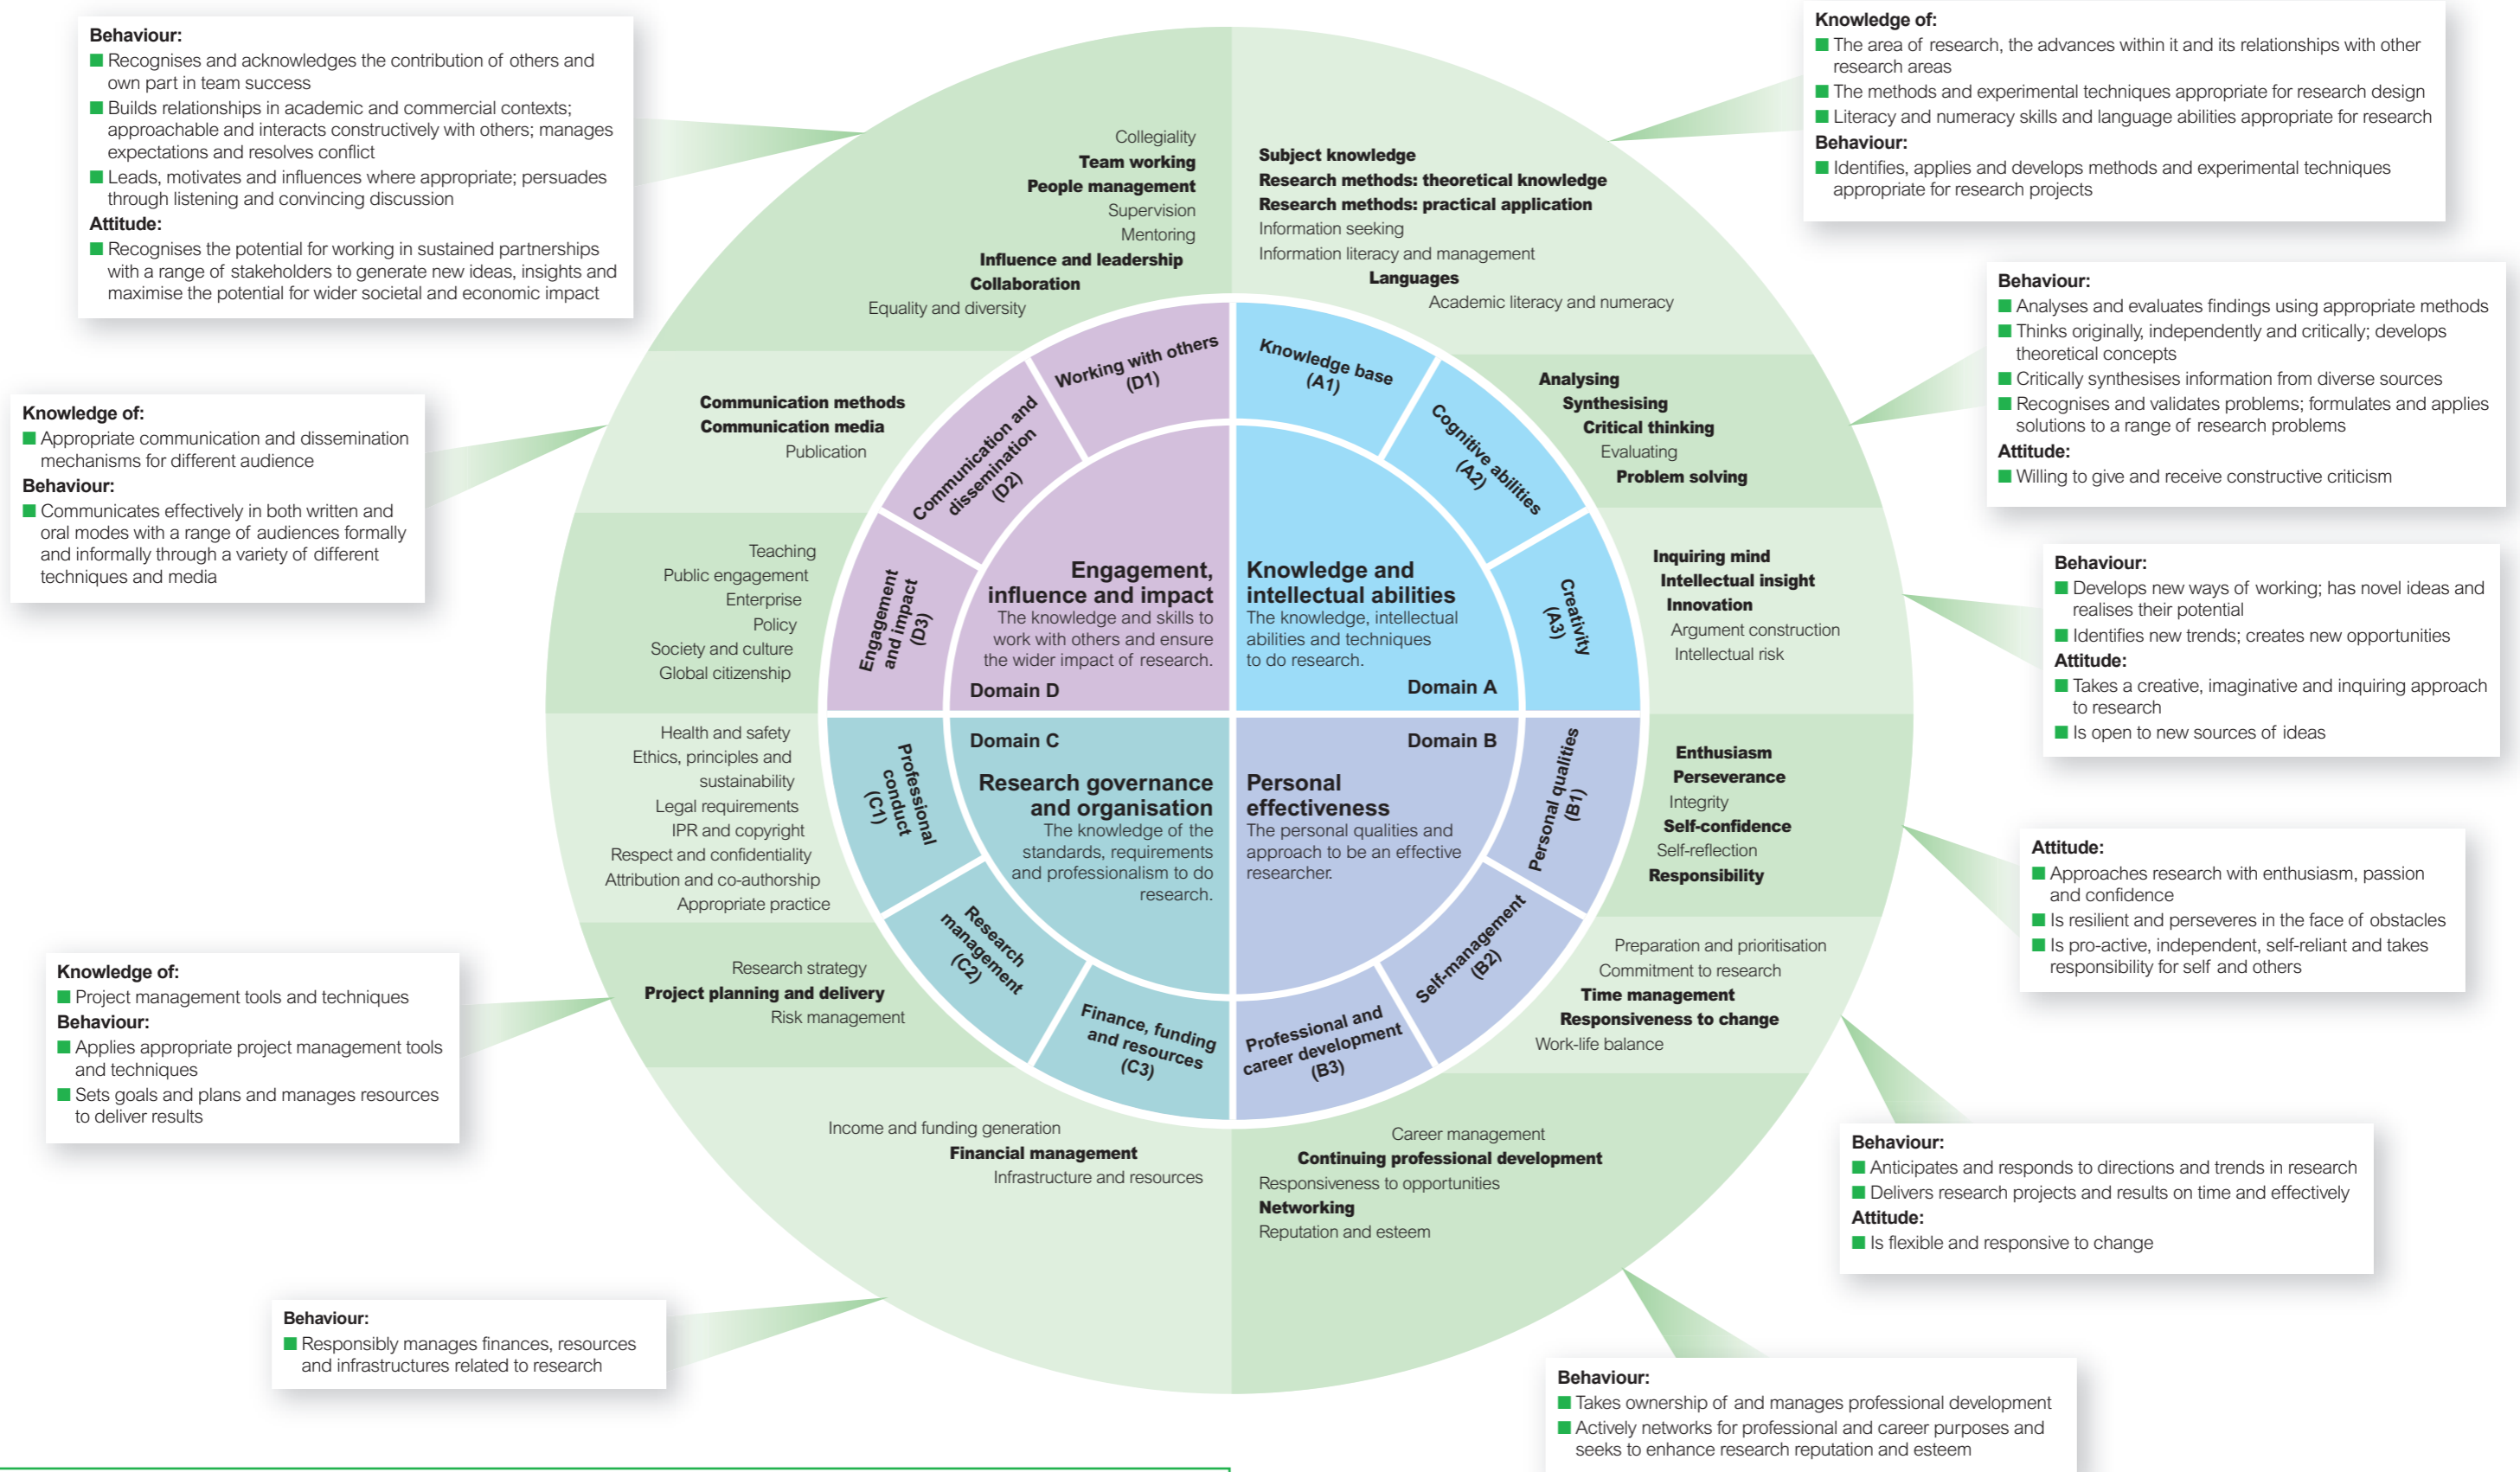 Behaviour:
Recognises and acknowledges the contribution of others and
own part in team success
Builds relationships in academic and commercial contexts;
approachable and interacts constructively with others; manages
expectations and resolves conflict
Leads, motivates and influences where appropriate; persuades
through listening and convincing discussion
Attitude:
Recognises the potential for working in sustained partnerships
with a range of stakeholders to generate new ideas, insights and
maximise the potential for wider societal and economic impact
Knowledge of:
Appropriate communication and dissemination
mechanisms for different audience
Behaviour:
Communicates effectively in both written and
oral modes with a range of audiences formally
and informally through a variety of different
techniques and media
Knowledge of:
Project management tools and techniques
Behaviour:
Applies appropriate project management tools
and techniques
Sets goals and plans and manages resources
to deliver results
Behaviour:
Responsibly manages finances, resources
and infrastructures related to research
Collegiality
Team working
People management
Supervision
Mentoring
Influence and leadership
Collaboration
Equality and diversity
Communication methods
Communication media
Publication
Teaching
Public engagement
Enterprise
Policy
Society and culture
Global citizenship
Health and safety
Ethics, principles and
sustainability
Legal requirements
IPR and copyright
Respect and confidentiality
Attribution and co-authorship
Appropriate practice
Research strategy
Project planning and delivery
Risk management
Income and funding generation
Financial management
Infrastructure and resources
Working with others
(D1)
Communication and
dissemination
(D2)
Engagement
and impact
(D3)
Engagement,
influence and impact
The knowledge and skills to
work with others and ensure
the wider impact of research.
Domain D
Domain C
Research governance
and organisation
The knowledge of the
standards, requirements
and professionalism to do
research.
Professional
conduct
(C1)
Research
management
(C2)
Finance, funding
and resources
(C3)
Knowledge base
(A1)
Cognitive abilities
(A2)
Creativity
(A3)
Knowledge and
intellectual abilities
The knowledge, intellectual
abilities and techniques
to do research.
Domain A
Domain B
Personal
effectiveness
The personal qualities and
approach to be an effective
researcher.
Personal qualities
(B1)
Self-management
(B2)
Professional and
career development
(B3)
Subject knowledge
Research methods: theoretical knowledge
Research methods: practical application
Information seeking
Information literacy and management
Languages
Academic literacy and numeracy
Analysing
Synthesising
Critical thinking
Evaluating
Problem solving
Inquiring mind
Intellectual insight
Innovation
Argument construction
Intellectual risk
Enthusiasm
Perseverance
Integrity
Self-confidence
Self-reflection
Responsibility
Preparation and prioritisation
Commitment to research
Time management
Responsiveness to change
Work-life balance
Career management
Continuing professional development
Responsiveness to opportunities
Networking
Reputation and esteem
Knowledge of:
The area of research, the advances within it and its relationships with other
research areas
The methods and experimental techniques appropriate for research design
Literacy and numeracy skills and language abilities appropriate for research
Behaviour:
Identifies, applies and develops methods and experimental techniques
appropriate for research projects
Behaviour:
Analyses and evaluates findings using appropriate methods
Thinks originally, independently and critically; develops
theoretical concepts
Critically synthesises information from diverse sources
Recognises and validates problems; formulates and applies
solutions to a range of research problems
Attitude:
Willing to give and receive constructive criticism
Behaviour:
Develops new ways of working; has novel ideas and
realises their potential
Identifies new trends; creates new opportunities
Attitude:
Takes a creative, imaginative and inquiring approach
to research
Is open to new sources of ideas
Attitude:
Approaches research with enthusiasm, passion
and confidence
Is resilient and perseveres in the face of obstacles
Is pro-active, independent, self-reliant and takes
responsibility for self and others
Behaviour:
Anticipates and responds to directions and trends in research
Delivers research projects and results on time and effectively
Attitude:
Is flexible and responsive to change
Behaviour:
Takes ownership of and manages professional development
Actively networks for professional and career purposes and
seeks to enhance research reputation and esteem